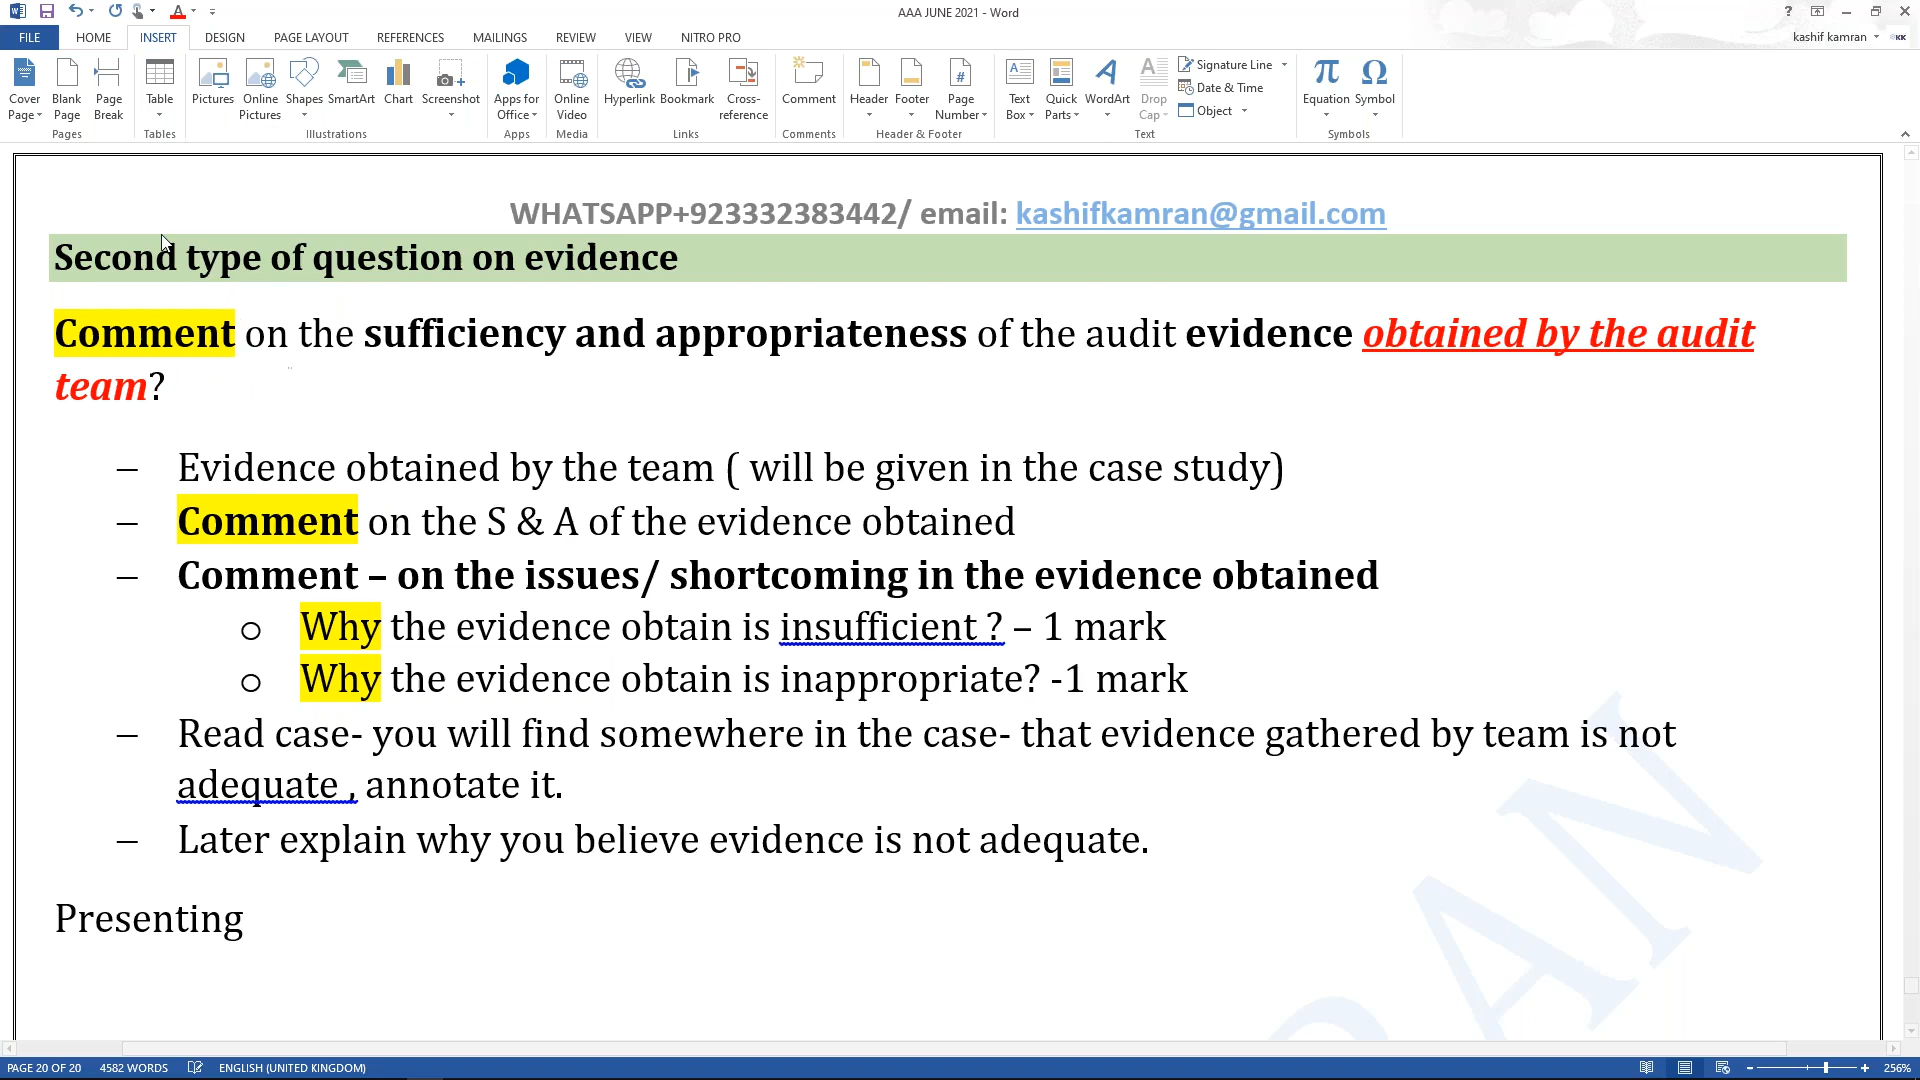 AAA JUNE 2021 - Word
?
FILE HOME INSERT DESIGN PAGE LAYOUT REFERENCES MAILINGS REVIEW VIEW NITRO PRO kashif kamran KK
Cover Page Blank Page Page Break Table Pictures Online Pictures Shapes SmartArt Chart Screenshot Apps for Office Online Video Hyperlink Bookmark Cross-reference Comment Header Footer Page Number Text Box Quick Parts WordArt Drop Cap Signature Line Date & Time Object Equation Symbol
Pages Tables Illustrations Apps Media Links Comments Header & Footer Text Symbols
WHATSAPP+923332383442/ email: kashifkamran@gmail.com
Second type of question on evidence
Comment on the sufficiency and appropriateness of the audit evidence obtained by the audit
team?
– Evidence obtained by the team ( will be given in the case study)
– Comment on the S & A of the evidence obtained
– Comment – on the issues/ shortcoming in the evidence obtained
o Why the evidence obtain is insufficient ? – 1 mark
o Why the evidence obtain is inappropriate? -1 mark
– Read case- you will find somewhere in the case- that evidence gathered by team is not
adequate , annotate it.
– Later explain why you believe evidence is not adequate.
Presenting
RAN
PAGE 20 OF 20 4582 WORDS ENGLISH (UNITED KINGDOM) 256%